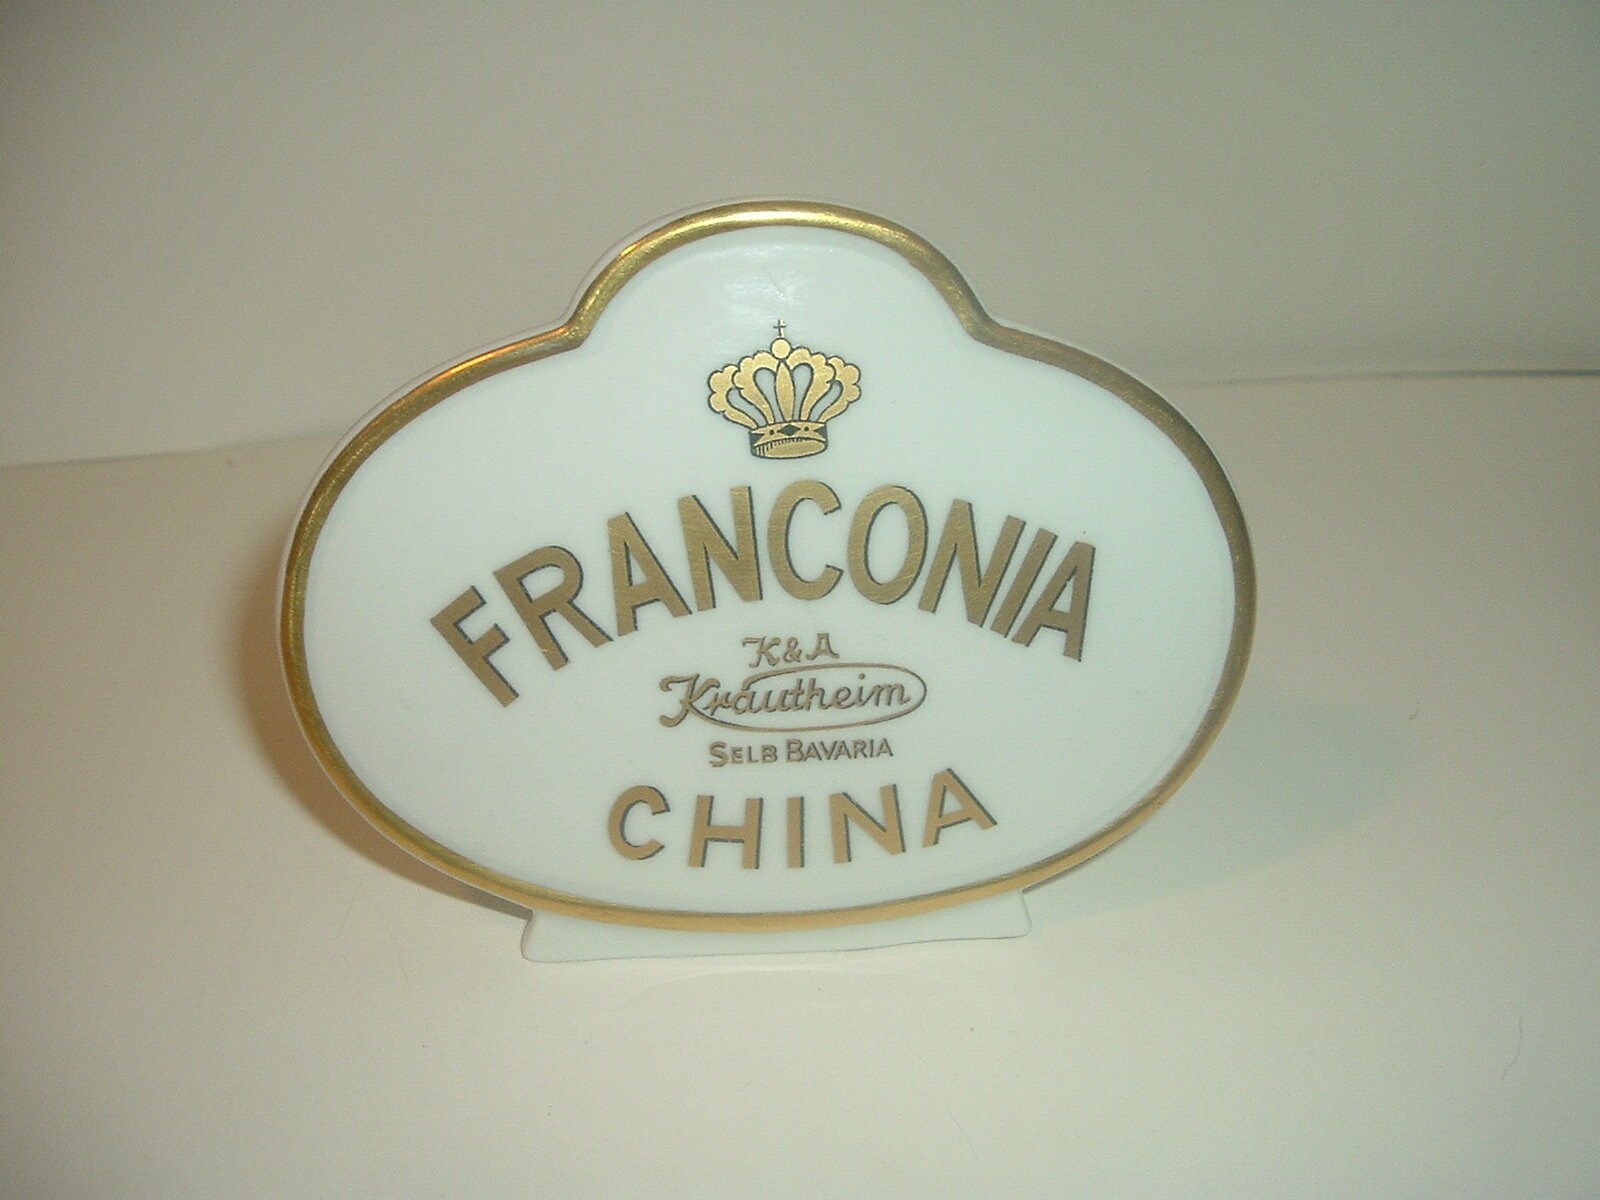 FRANCONIA
K&A
Krautheim
SELB BAVARIA
CHINA